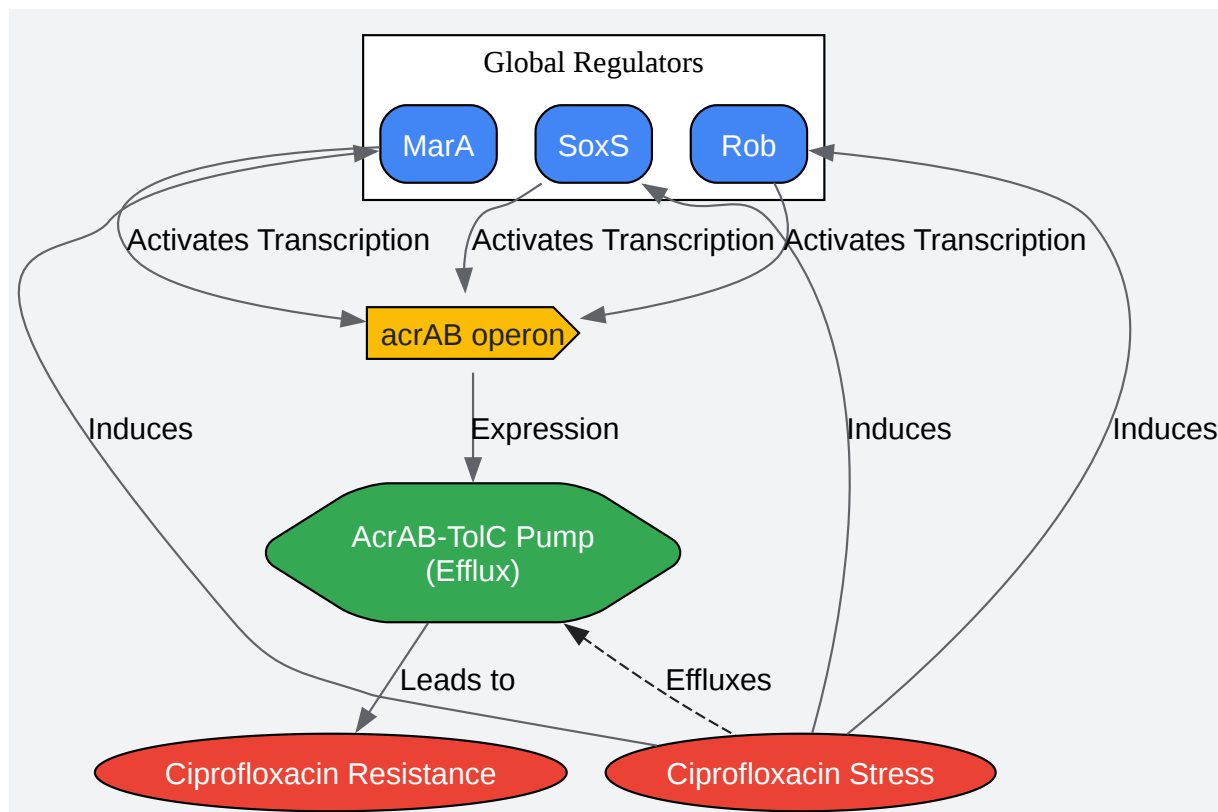 Global Regulators
MarA
SoxS
Rob
Activates Transcription
Activates Transcription
Activates Transcription
acrAB operon
Induces
Expression
Induces
Induces
AcrAB-TolC Pump
(Efflux)
Leads to
Effluxes
Ciprofloxacin Resistance
Ciprofloxacin Stress